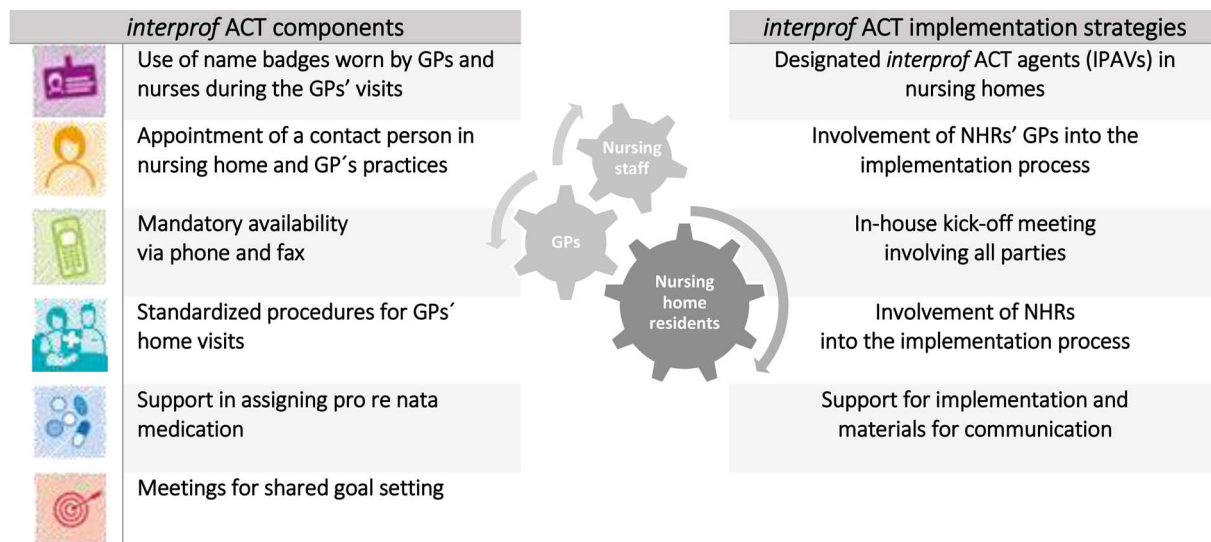 interprof ACT components
Use of name badges worn by GPs and
nurses during the GPs’ visits
Appointment of a contact person in
nursing home and GP´s practices
Mandatory availability
via phone and fax
Standardized procedures for GPs´
home visits
Support in assigning pro re nata
medication
Meetings for shared goal setting
Nursing
staff
GPs
Nursing
home
residents
interprof ACT implementation strategies
Designated interprof ACT agents (IPAVs) in
nursing homes
Involvement of NHRs’ GPs into the
implementation process
In-house kick-off meeting
involving all parties
Involvement of NHRs
into the implementation process
Support for implementation and
materials for communication